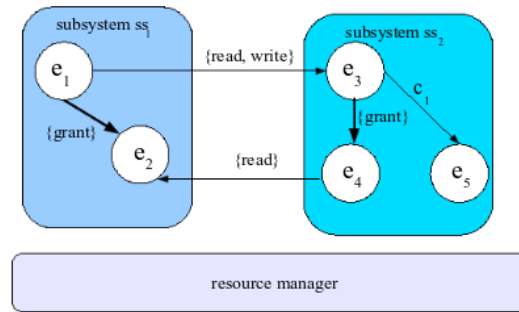 subsystem ss1
subsystem ss2
e1
{read, write}
e3
c1
{grant}
{grant}
e2
{read}
e4
e5
resource manager